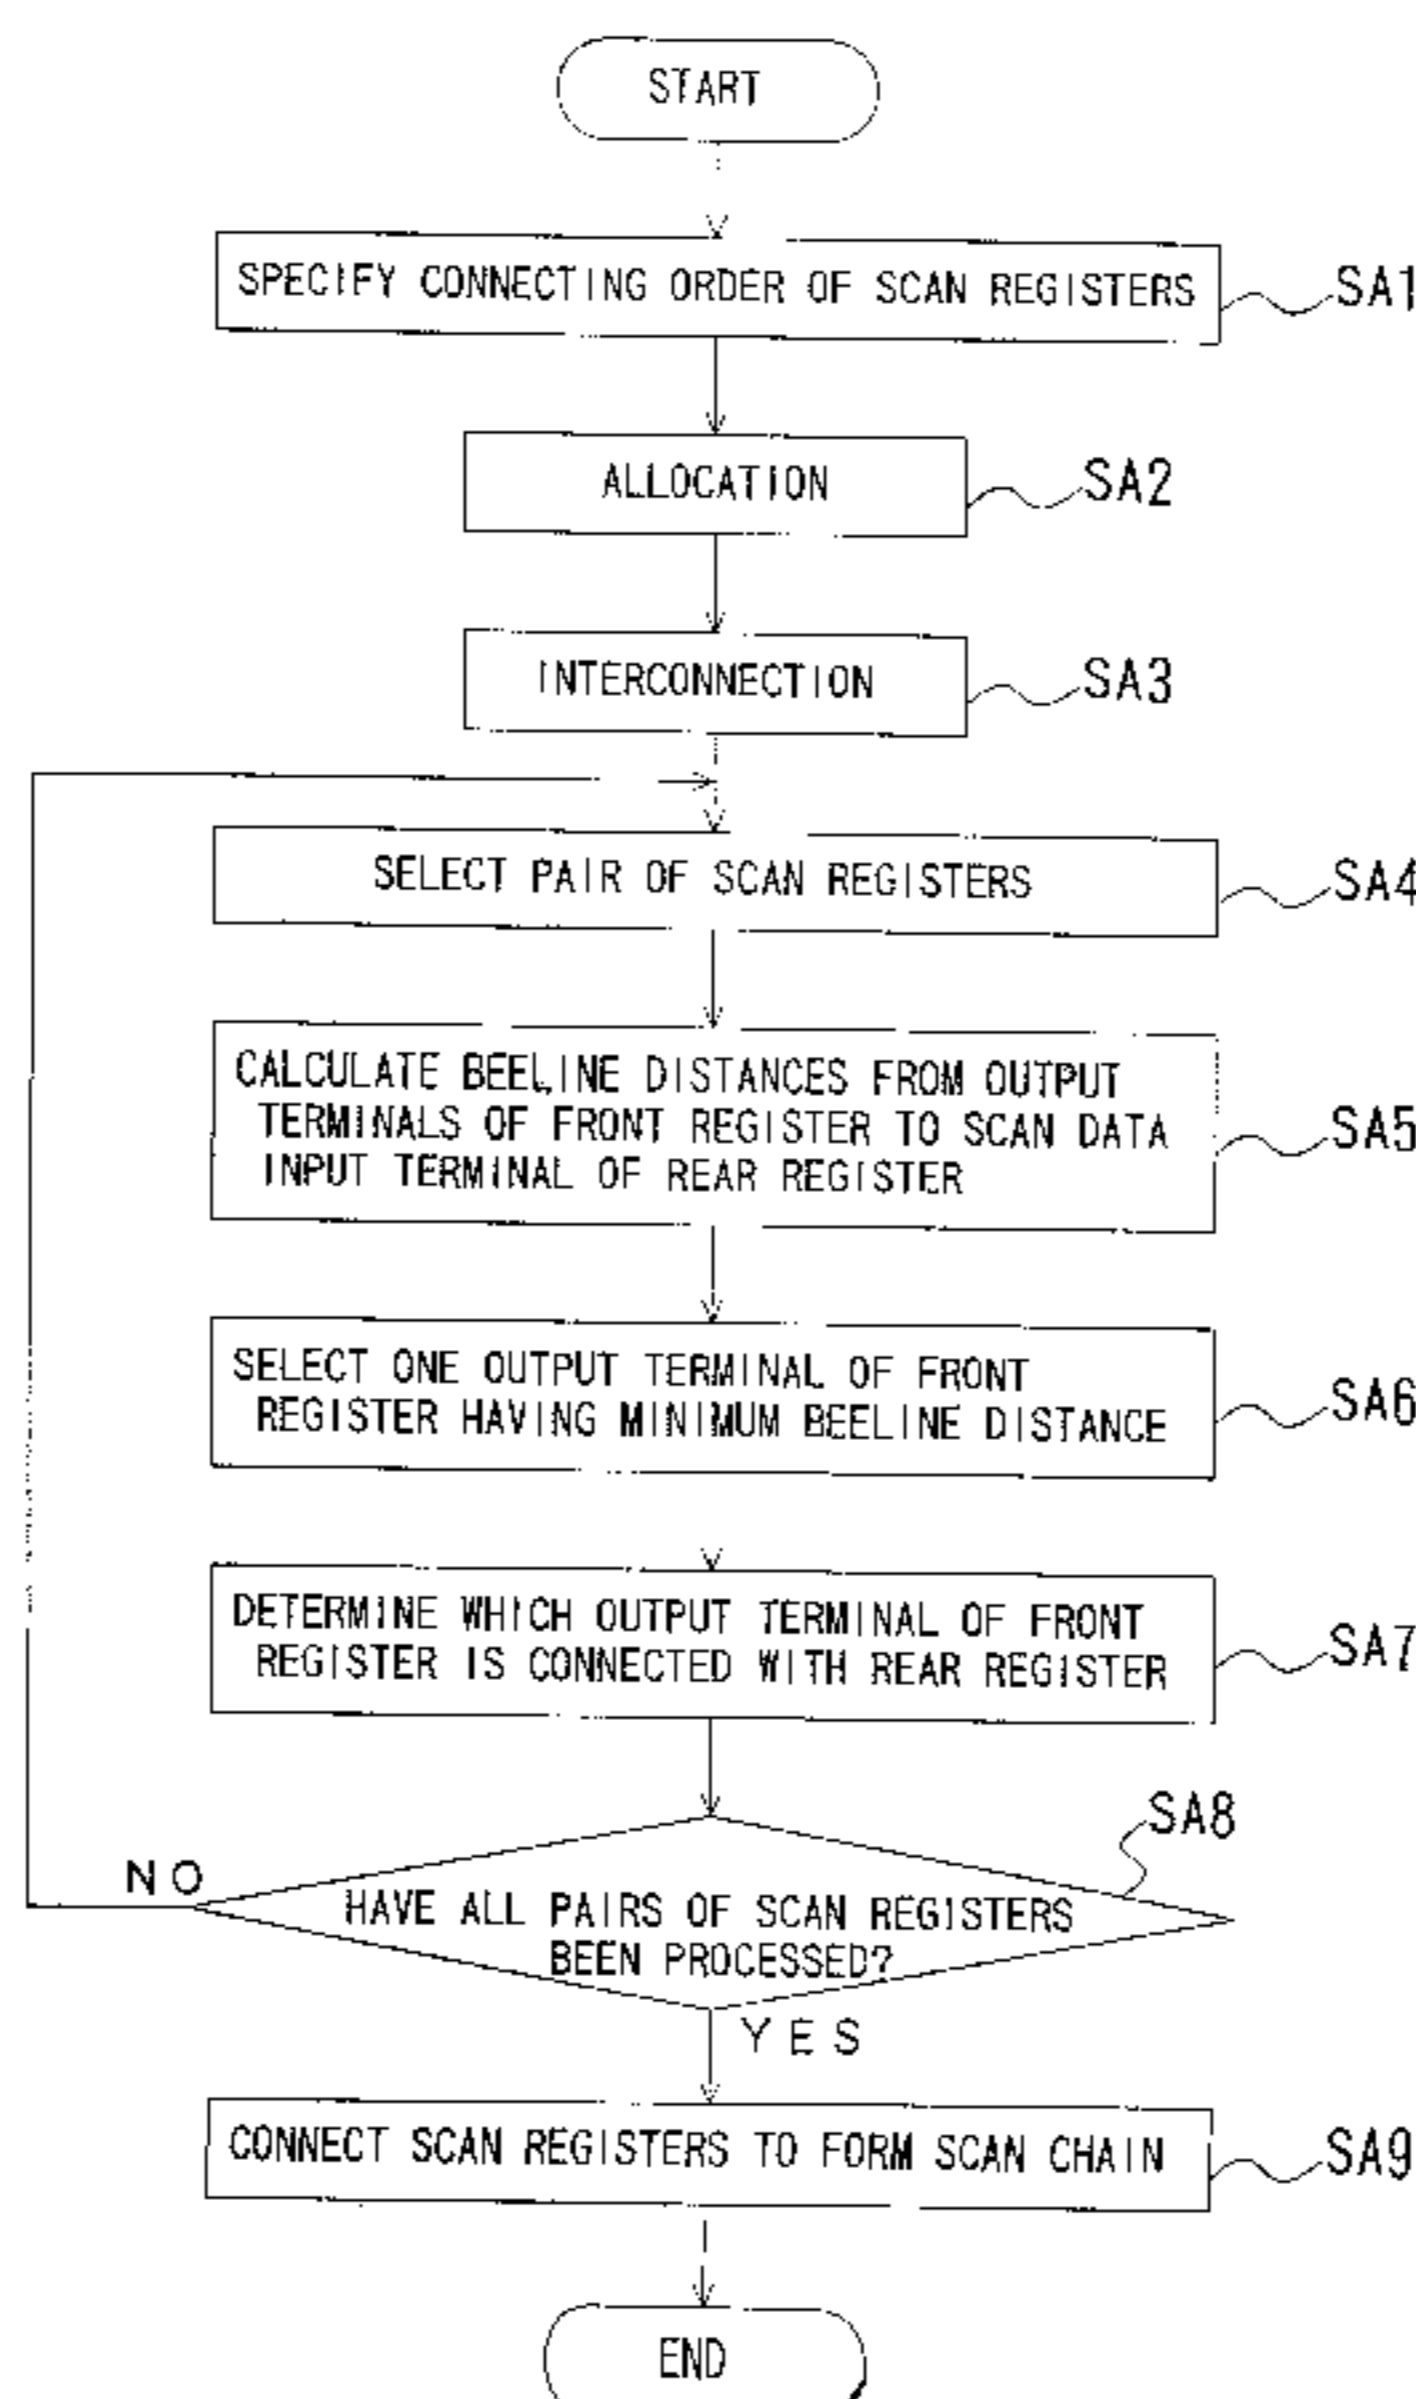 START
SPECIFY CONNECTING ORDER OF SCAN REGISTERS
SA1
ALLOCATION
SA2
INTERCONNECTION
SA3
SELECT PAIR OF SCAN REGISTERS
SA4
CALCULATE BEELINE DISTANCES FROM OUTPUT
TERMINALS OF FRONT REGISTER TO SCAN DATA
INPUT TERMINAL OF REAR REGISTER
SA5
SELECT ONE OUTPUT TERMINAL OF FRONT
REGISTER HAVING MINIMUM BEELINE DISTANCE
SA6
DETERMINE WHICH OUTPUT TERMINAL OF FRONT
REGISTER IS CONNECTED WITH REAR REGISTER
SA7
SA8
NO
HAVE ALL PAIRS OF SCAN REGISTERS
BEEN PROCESSED?
YES
CONNECT SCAN REGISTERS TO FORM SCAN CHAIN
SA9
END